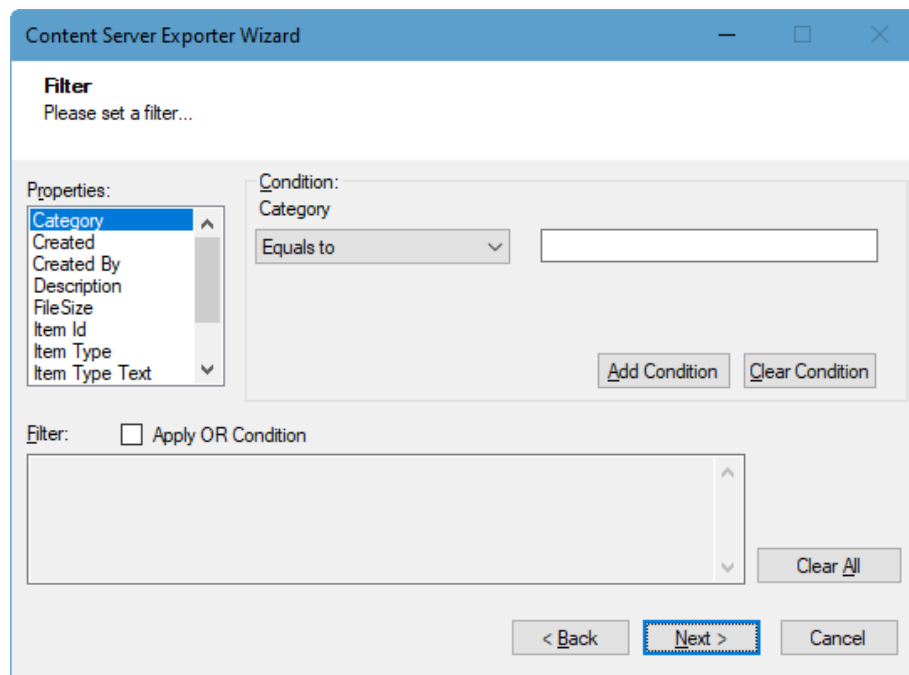 Content Server Exporter Wizard
Filter
Please set a filter...
Properties:
Category
Created
Created By
Description
FileSize
Item Id
Item Type
Item Type Text
Condition:
Category
Equals to
Add Condition
Clear Condition
Filter:
Apply OR Condition
Clear All
< Back
Next >
Cancel